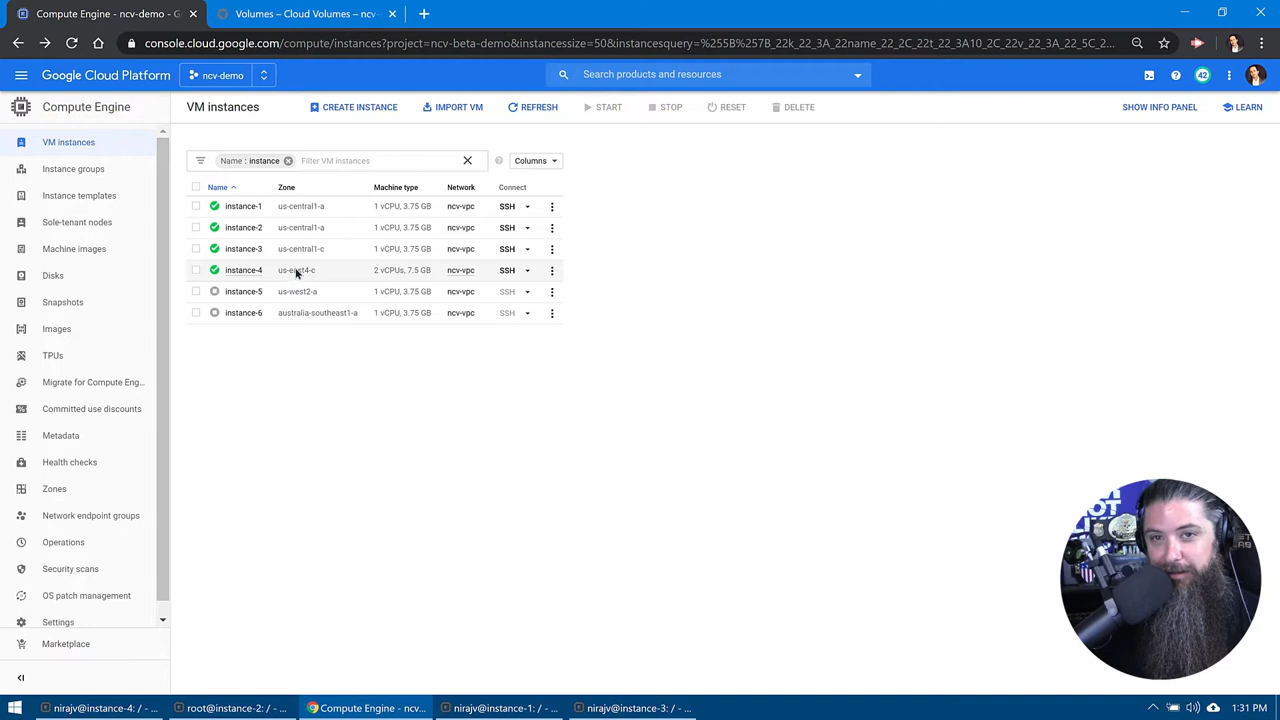 Compute Engine - ncv-demo - G
Volumes – Cloud Volumes – ncv-
console.cloud.google.com/compute/instances?project=ncv-beta-demo&instancessize=50&instancesquery=%255B%257B_22k_22_3A_22name_22_2C_22t_22_3A10_2C_22v_22_3A_22_5C_2...
Google Cloud Platform
ncv-demo
Search products and resources
42
Compute Engine
VM instances
CREATE INSTANCE
IMPORT VM
REFRESH
START
STOP
RESET
DELETE
SHOW INFO PANEL
LEARN
VM instances
Instance groups
Instance templates
Sole-tenant nodes
Machine images
Disks
Snapshots
Images
TPUs
Migrate for Compute Eng...
Committed use discounts
Metadata
Health checks
Zones
Network endpoint groups
Operations
Security scans
OS patch management
Settings
Marketplace
Name : instance
Filter VM instances
Columns
Name Zone Machine type Network Connect
instance-1 us-central1-a 1 vCPU, 3.75 GB ncv-vpc SSH
instance-2 us-central1-a 1 vCPU, 3.75 GB ncv-vpc SSH
instance-3 us-central1-c 1 vCPU, 3.75 GB ncv-vpc SSH
instance-4 us-east4-c 2 vCPUs, 7.5 GB ncv-vpc SSH
instance-5 us-west2-a 1 vCPU, 3.75 GB ncv-vpc SSH
instance-6 australia-southeast1-a 1 vCPU, 3.75 GB ncv-vpc SSH
nirajv@instance-4: / - ...
root@instance-2: / - ...
Compute Engine - ncv...
nirajv@instance-1: / - ...
nirajv@instance-3: / - ...
1:31 PM